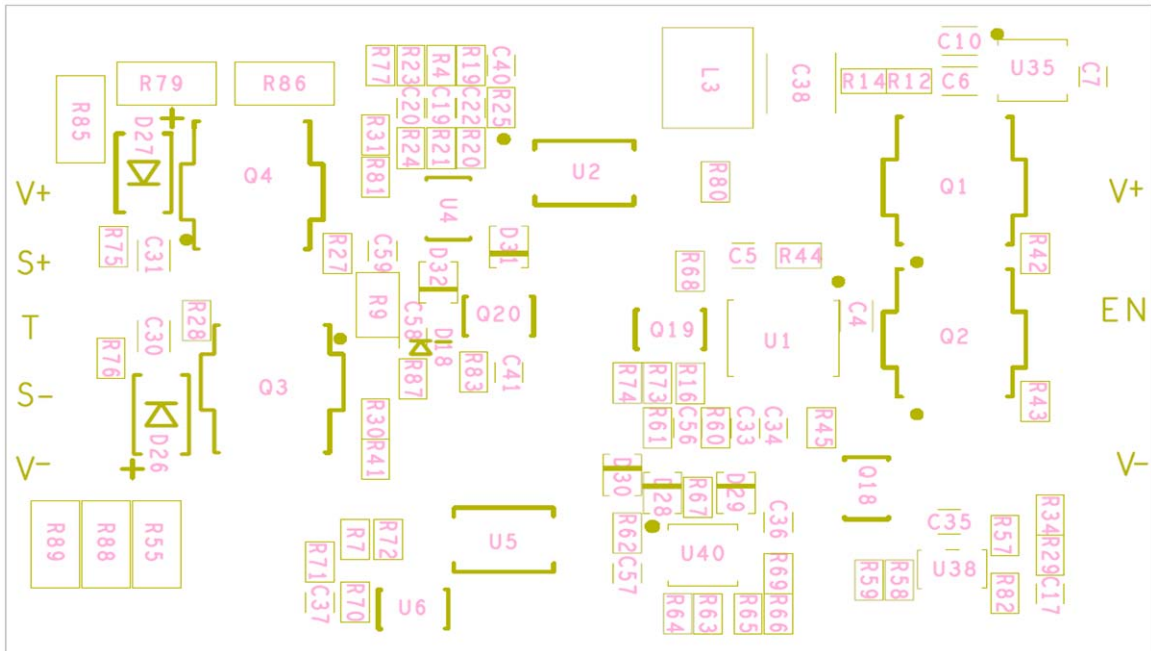 C10
U35
C7
R77
R23
R4
R19
C40
L3
C38
R14
R12
C6
R79
R86
R85
+
D27
C20
C19
C22
R25
R31
R24
R21
R20
Q4
R81
U2
R80
Q1
V+
V+
U4
R75
C31
R27
C59
D31
C5
R44
R42
S+
D32
R68
R9
Q20
T
R28
C30
C58
D18
Q19
U1
C4
Q2
EN
R76
Q3
R87
R83
C41
R74
R73
R16
R43
S-
D26
R30
R41
R61
C56
R60
C33
C34
R45
V-
+
D30
D28
R67
D29
Q18
V-
R89
R88
R55
R7
R72
U5
R62
U40
C36
C35
R57
R34
R29
R71
C37
R70
U6
C57
R69
R59
R58
U38
R82
C17
R64
R63
R65
R66